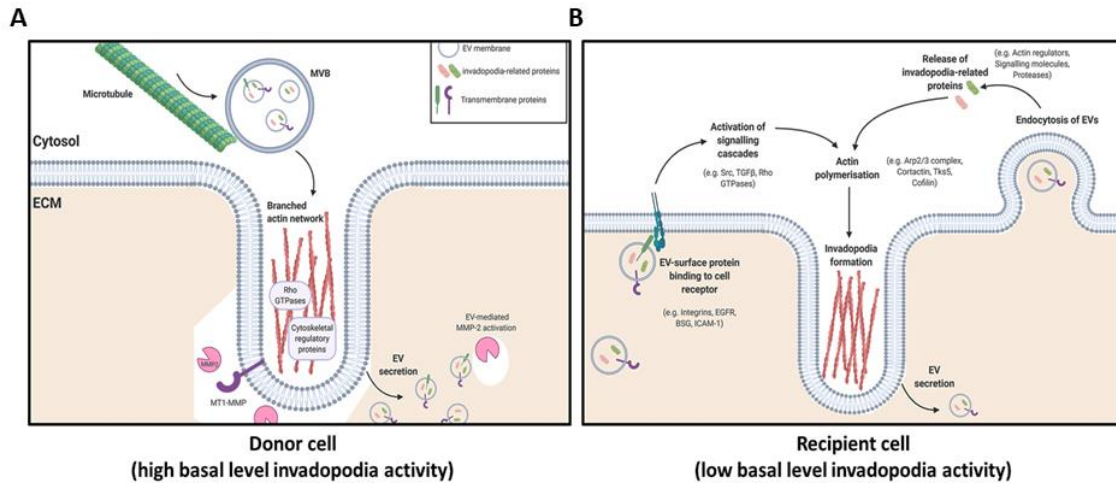 A
EV membrane
invadopodia-related proteins
Transmembrane proteins
MVB
Microtubule
Cytosol
ECM
Branched
actin network
Rho
GTPases
Cytoskeletal
regulatory
proteins
MMP2
MT1-MMP
EV
secretion
EV-mediated
MMP-2 activation
Donor cell
(high basal level invadopodia activity)
B
Release of
invadopodia-related
proteins
(e.g. Actin regulators,
Signalling molecules,
Proteases)
Endocytosis of EVs
Activation of
signalling
cascades
(e.g. Src, TGFβ, Rho
GTPases)
Actin
polymerisation
(e.g. Arp2/3 complex,
Cortactin, Tks5,
Cofilin)
EV-surface protein
binding to cell
receptor
(e.g. Integrins, EGFR,
BSG, ICAM-1)
Invadopodia
formation
EV
secretion
Recipient cell
(low basal level invadopodia activity)